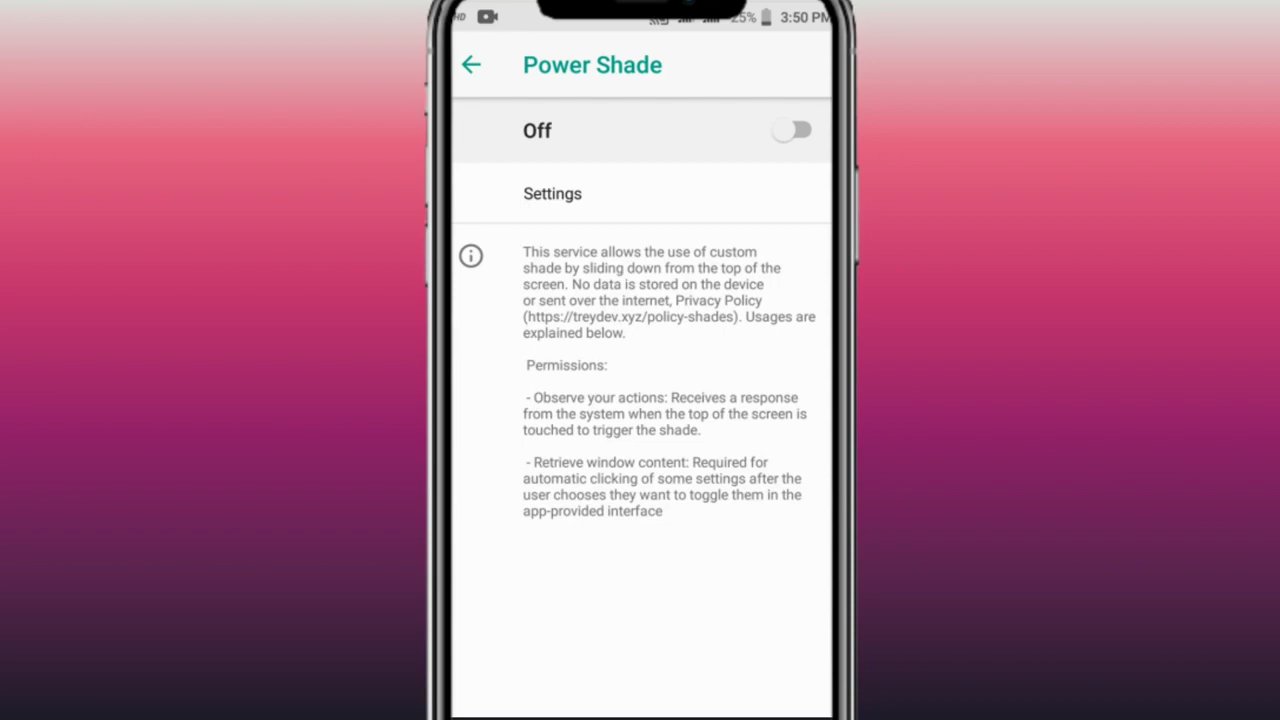 HD 25% 3:50 PM
Power Shade
Off
Settings
This service allows the use of custom
shade by sliding down from the top of the
screen. No data is stored on the device
or sent over the internet, Privacy Policy
(https://treydev.xyz/policy-shades). Usages are
explained below.
Permissions:
- Observe your actions: Receives a response
from the system when the top of the screen is
touched to trigger the shade.
- Retrieve window content: Required for
automatic clicking of some settings after the
user chooses they want to toggle them in the
app-provided interface